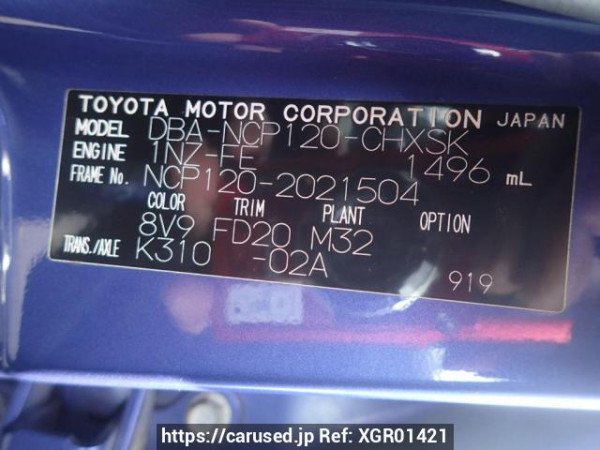 TOYOTA MOTOR CORPORATION JAPAN
MODEL DBA-NCP120-CHXSK
ENGINE 1NZ-FE 1496 mL
FRAME No. NCP120-2021504
COLOR TRIM PLANT OPTION
8V9 FD20 M32
TRANS./AXLE K310 -02A 919
https://carused.jp Ref: XGR01421